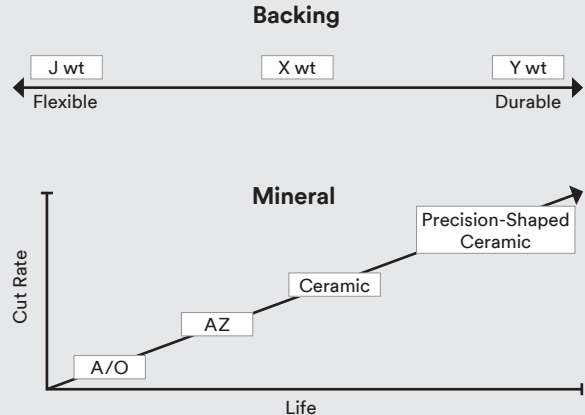 Backing
J wt
X wt
Y wt
Flexible
Durable
Mineral
Precision-Shaped
Ceramic
Ceramic
AZ
A/O
Cut Rate
Life